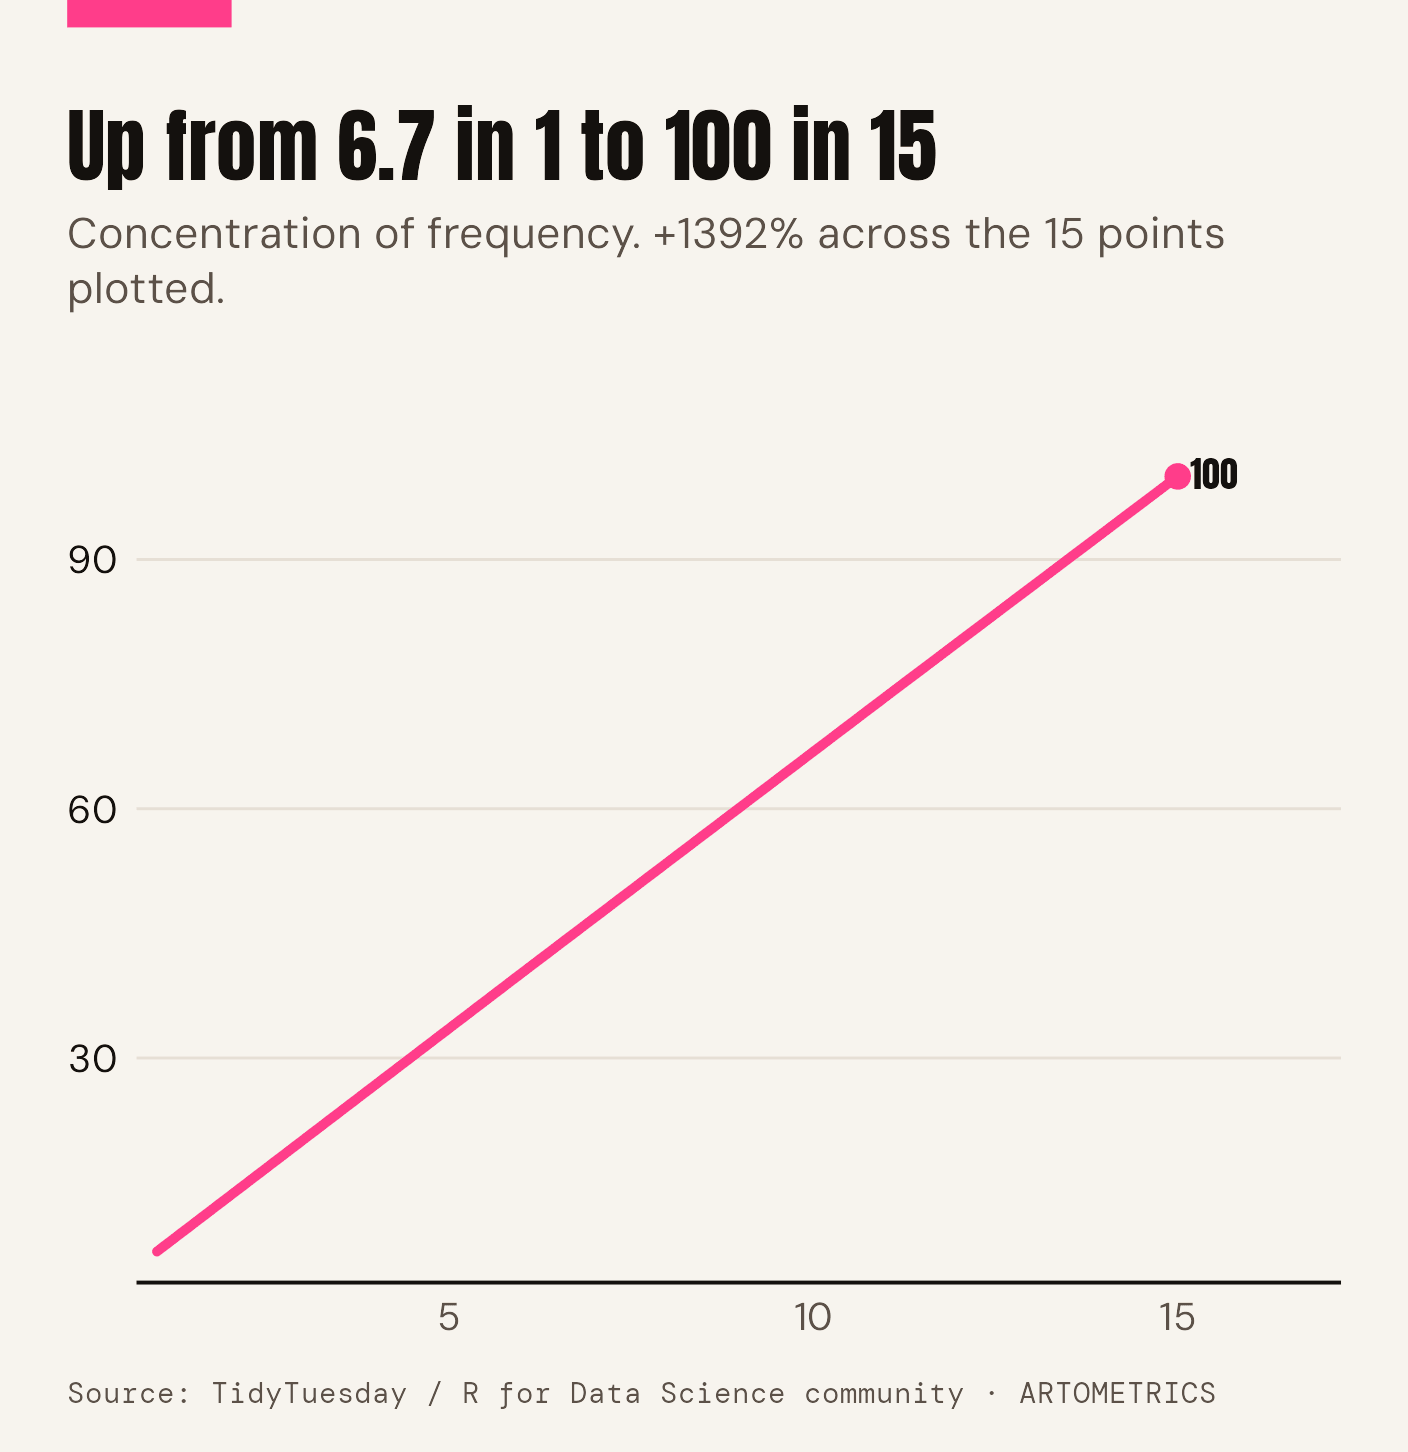 Up from 6.7 in 1 to 100 in 15
Concentration of frequency. +1392% across the 15 points
plotted.
100
90
60
30
5 10 15
Source: TidyTuesday / R for Data Science community · ARTOMETRICS